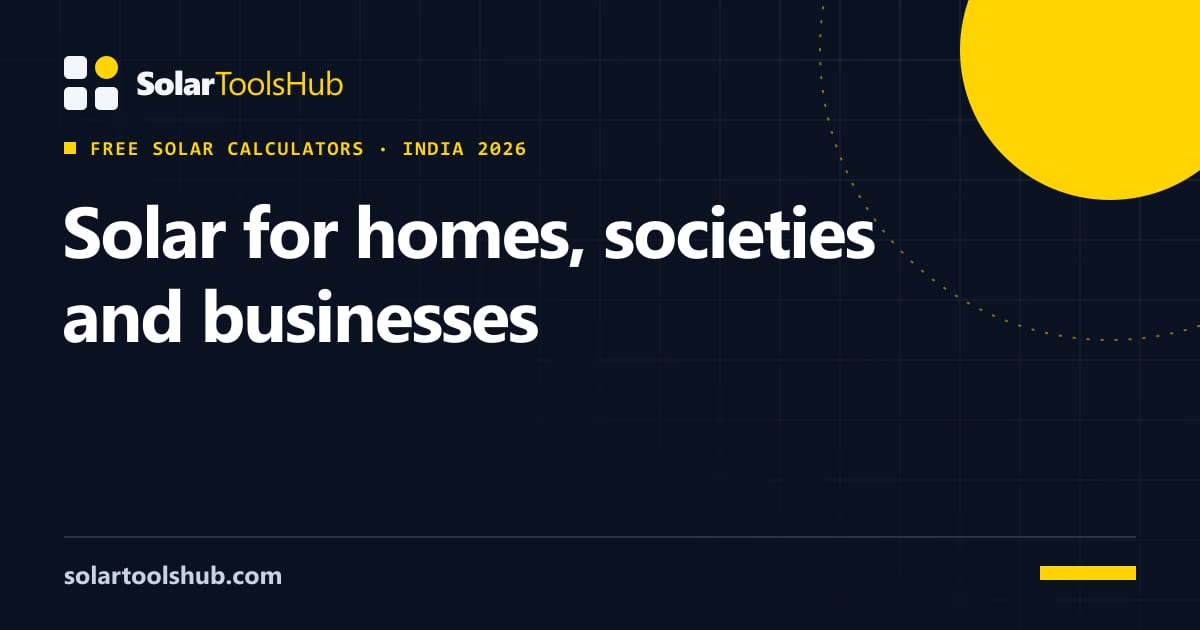 SolarToolsHub
FREE SOLAR CALCULATORS · INDIA 2026
Solar for homes, societies
and businesses
solartoolshub.com